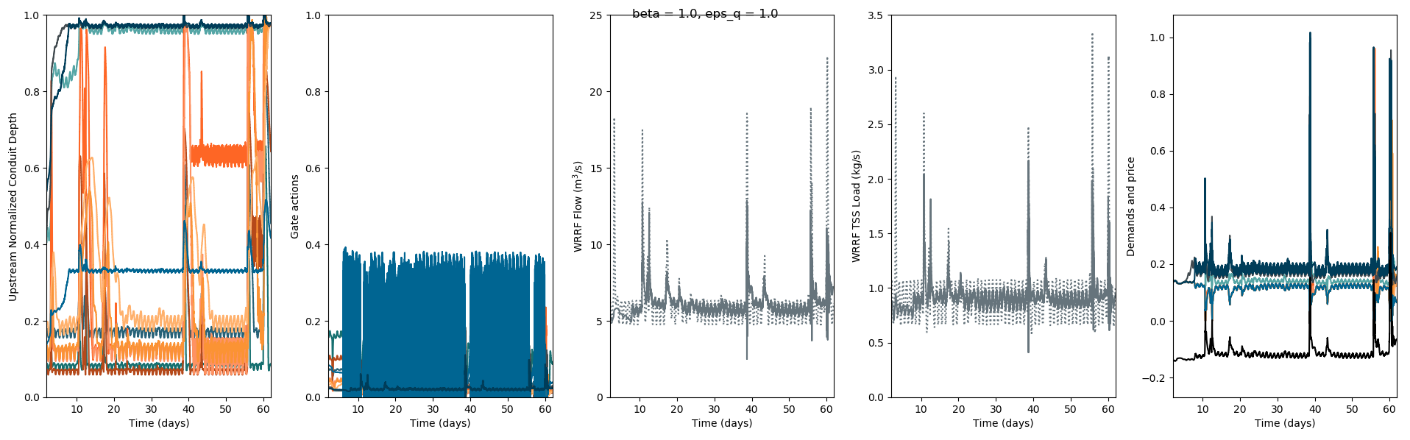 beta = 1.0, eps_q = 1.0
Upstream Normalized Conduit Depth
1.0
0.8
0.6
0.4
0.2
0.0
10 20 30 40 50 60
Time (days)
Gate actions
1.0
0.8
0.6
0.4
0.2
0.0
10 20 30 40 50 60
Time (days)
WRRF Flow (m³/s)
25
20
15
10
5
0
10 20 30 40 50 60
Time (days)
WRRF TSS Load (kg/s)
3.5
3.0
2.5
2.0
1.5
1.0
0.5
0.0
10 20 30 40 50 60
Time (days)
Demands and price
1.0
0.8
0.6
0.4
0.2
0.0
−0.2
10 20 30 40 50 60
Time (days)